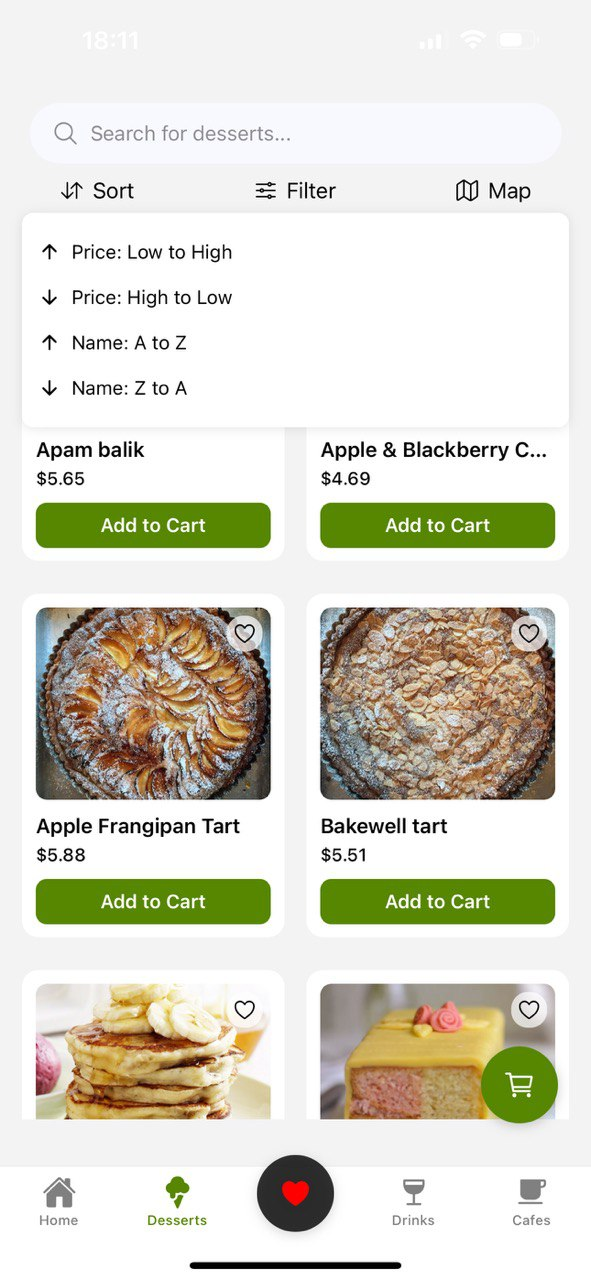 18:11
Search for desserts...
Sort
Filter
Map
Price: Low to High
Price: High to Low
Name: A to Z
Name: Z to A
Apam balik
Apple & Blackberry C...
$5.65
$4.69
Add to Cart
Add to Cart
Apple Frangipan Tart
Bakewell tart
$5.88
$5.51
Add to Cart
Add to Cart
Home
Desserts
Drinks
Cafes